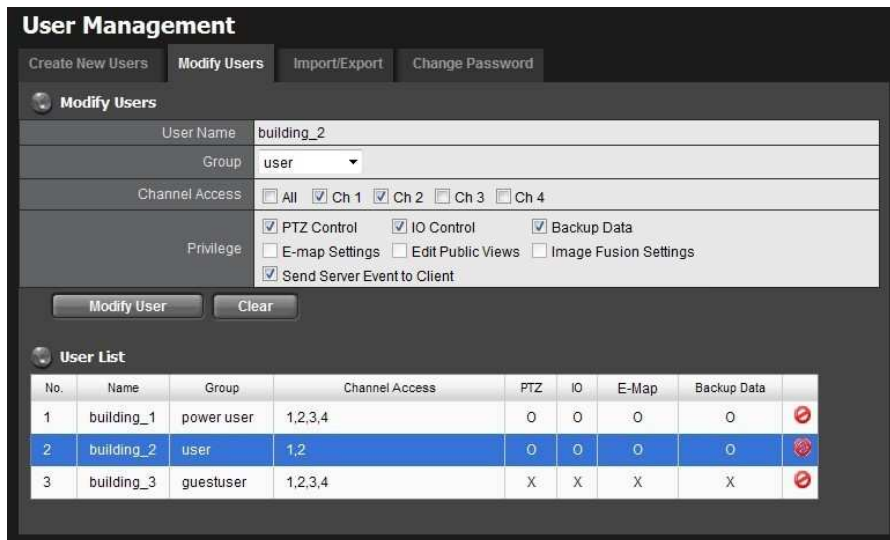 User Management
Create New Users Modify Users Import/Export Change Password
Modify Users
User Name building_2
Group user
Channel Access All Ch 1 Ch 2 Ch 3 Ch 4
PTZ Control IO Control Backup Data
Privilege E-map Settings Edit Public Views Image Fusion Settings
Send Server Event to Client
Modify User Clear
User List
No. Name Group Channel Access PTZ IO E-Map Backup Data
1 building_1 power user 1,2,3,4 O O O O
2 building_2 user 1,2 O O O O
3 building_3 guestuser 1,2,3,4 X X X X